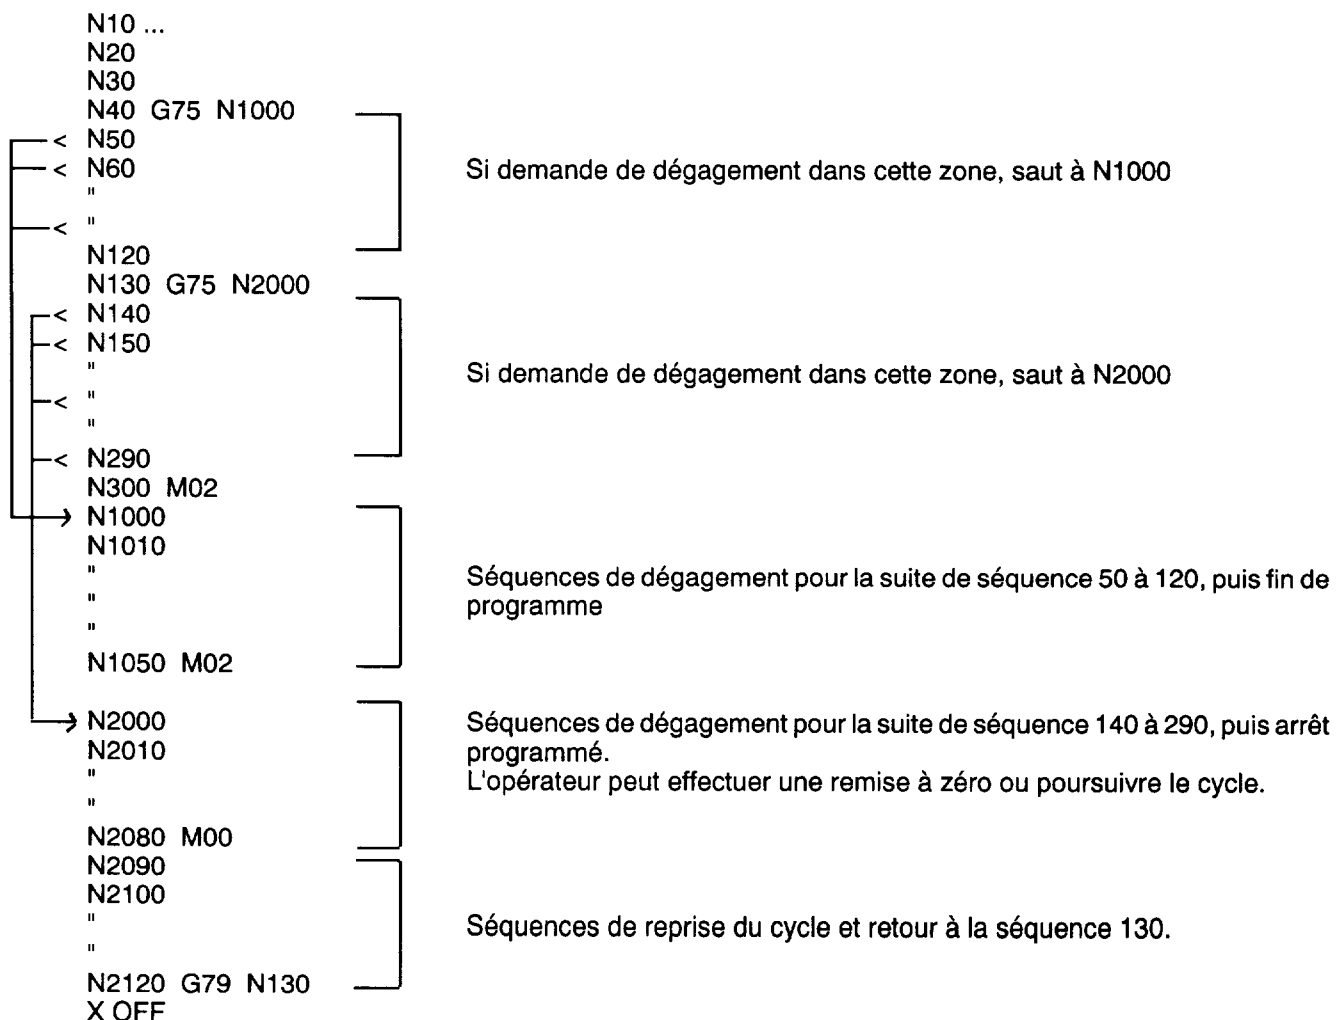 N10 ...
N20
N30
N40 G75 N1000
< N50
< N60
Si demande de dégagement dans cette zone, saut à N1000
"
< "
N120
N130 G75 N2000
< N140
< N150
"
Si demande de dégagement dans cette zone, saut à N2000
< "
"
< N290
N300 M02
N1000
N1010
"
Séquences de dégagement pour la suite de séquence 50 à 120, puis fin de
programme
"
"
N1050 M02
N2000
Séquences de dégagement pour la suite de séquence 140 à 290, puis arrêt
N2010
programmé.
"
L'opérateur peut effectuer une remise à zéro ou poursuivre le cycle.
"
N2080 M00
N2090
N2100
"
Séquences de reprise du cycle et retour à la séquence 130.
"
N2120 G79 N130
X OFF